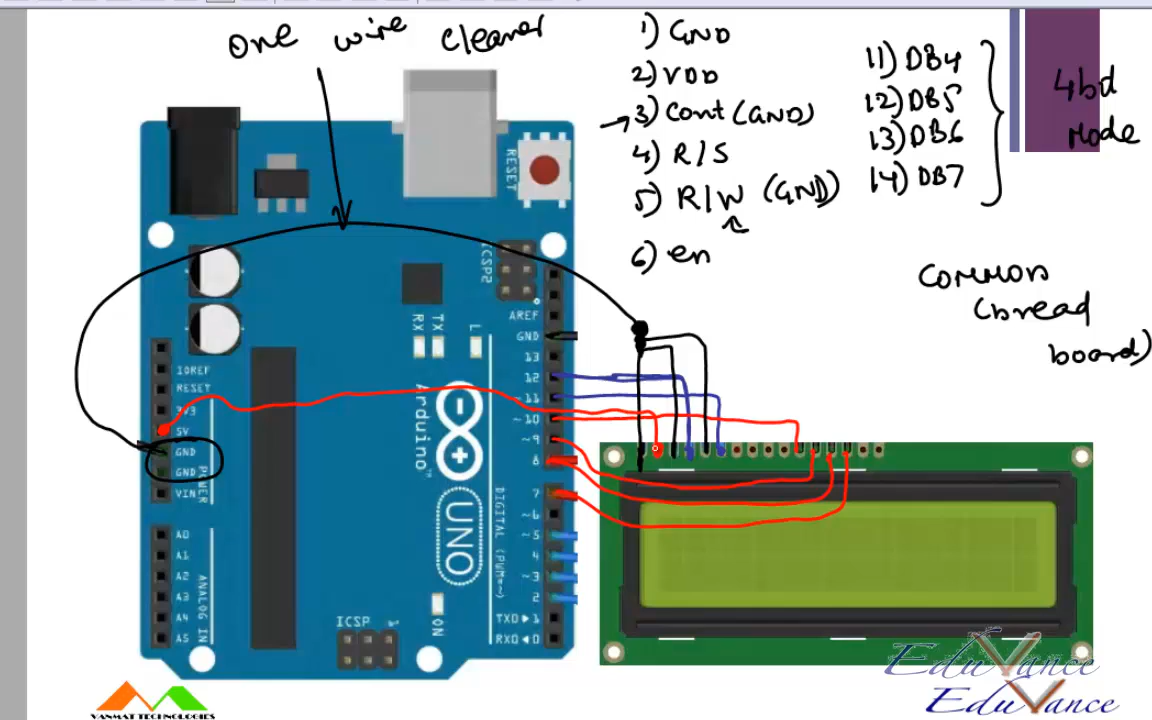 one wire cleaner
1) GND
2) VDD
3) Cont (GND)
4) R/S
5) R/W (GND)
6) en
11) DB4
12) DB5
13) DB6
14) DB7
4bd
Mode
common
(bread
board)
RESET
ICSP2
AREF
GND
13
12
~11
~10
~9
8
7
~6
~5
4
~3
2
TXD▶1
RXD◀0
RX
TX
L
IOREF
RESET
3V3
5V
GND
GND
VIN
POWER
A0
A1
A2
A3
A4
A5
ANALOG IN
Arduino™
UNO
DIGITAL (PWM=~)
ON
ICSP
1
VANMAT TECHNOLOGIES
EduVance
EduVance